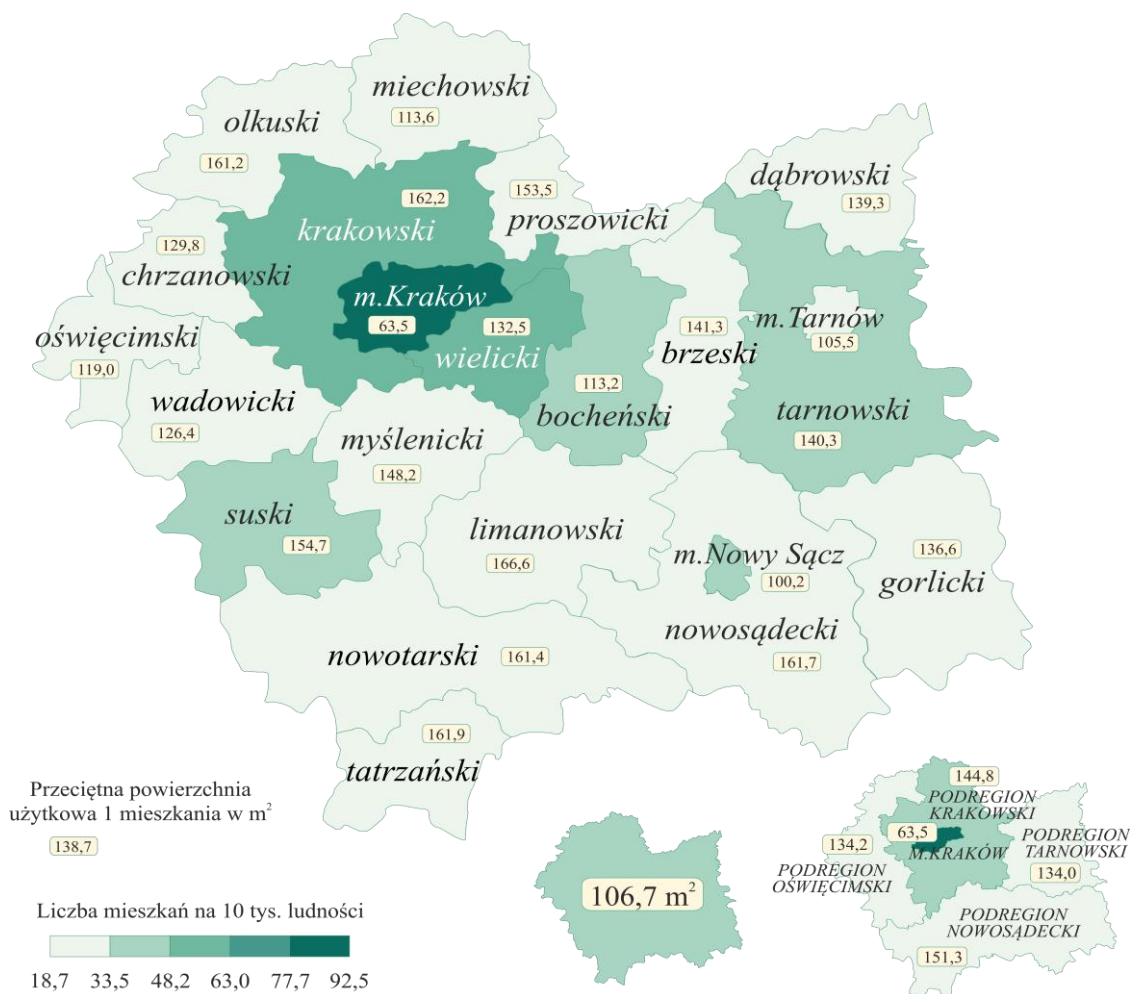 miechowski
113,6
olkuski
161,2
dąbrowski
139,3
162,2
krakowski
153,5
proszowicki
129,8
chrzanowski
m.Kraków
63,5
132,5
wielicki
141,3
brzeski
m.Tarnów
105,5
oświęcimski
119,0
wadowicki
126,4
113,2
bocheński
tarnowski
140,3
myślenicki
148,2
suski
154,7
limanowski
166,6
m.Nowy Sącz
100,2
136,6
gorlicki
nowosądecki
161,7
nowotarski
161,4
161,9
tatrzański
Przeciętna powierzchnia
użytkowa 1 mieszkania w m²
138,7
Liczba mieszkań na 10 tys. ludności
18,7 33,5 48,2 63,0 77,7 92,5
106,7 m²
144,8
PODREGION
KRAKOWSKI
63,5
M.KRAKÓW
134,2
PODREGION
OŚWIĘCIMSKI
PODREGION
TARNOWSKI
134,0
PODREGION
NOWOSĄDECKI
151,3